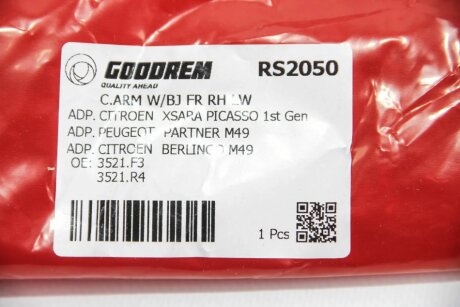 GOODREM RS2050
QUALITY AHEAD
C.ARM W/BJ FR RH LW
ADP. CITROEN XSARA PICASSO 1st Gen
ADP. PEUGEOT PARTNER M49
ADP. CITROEN BERLINGO M49
OE: 3521.F3
3521.R4
1 Pcs